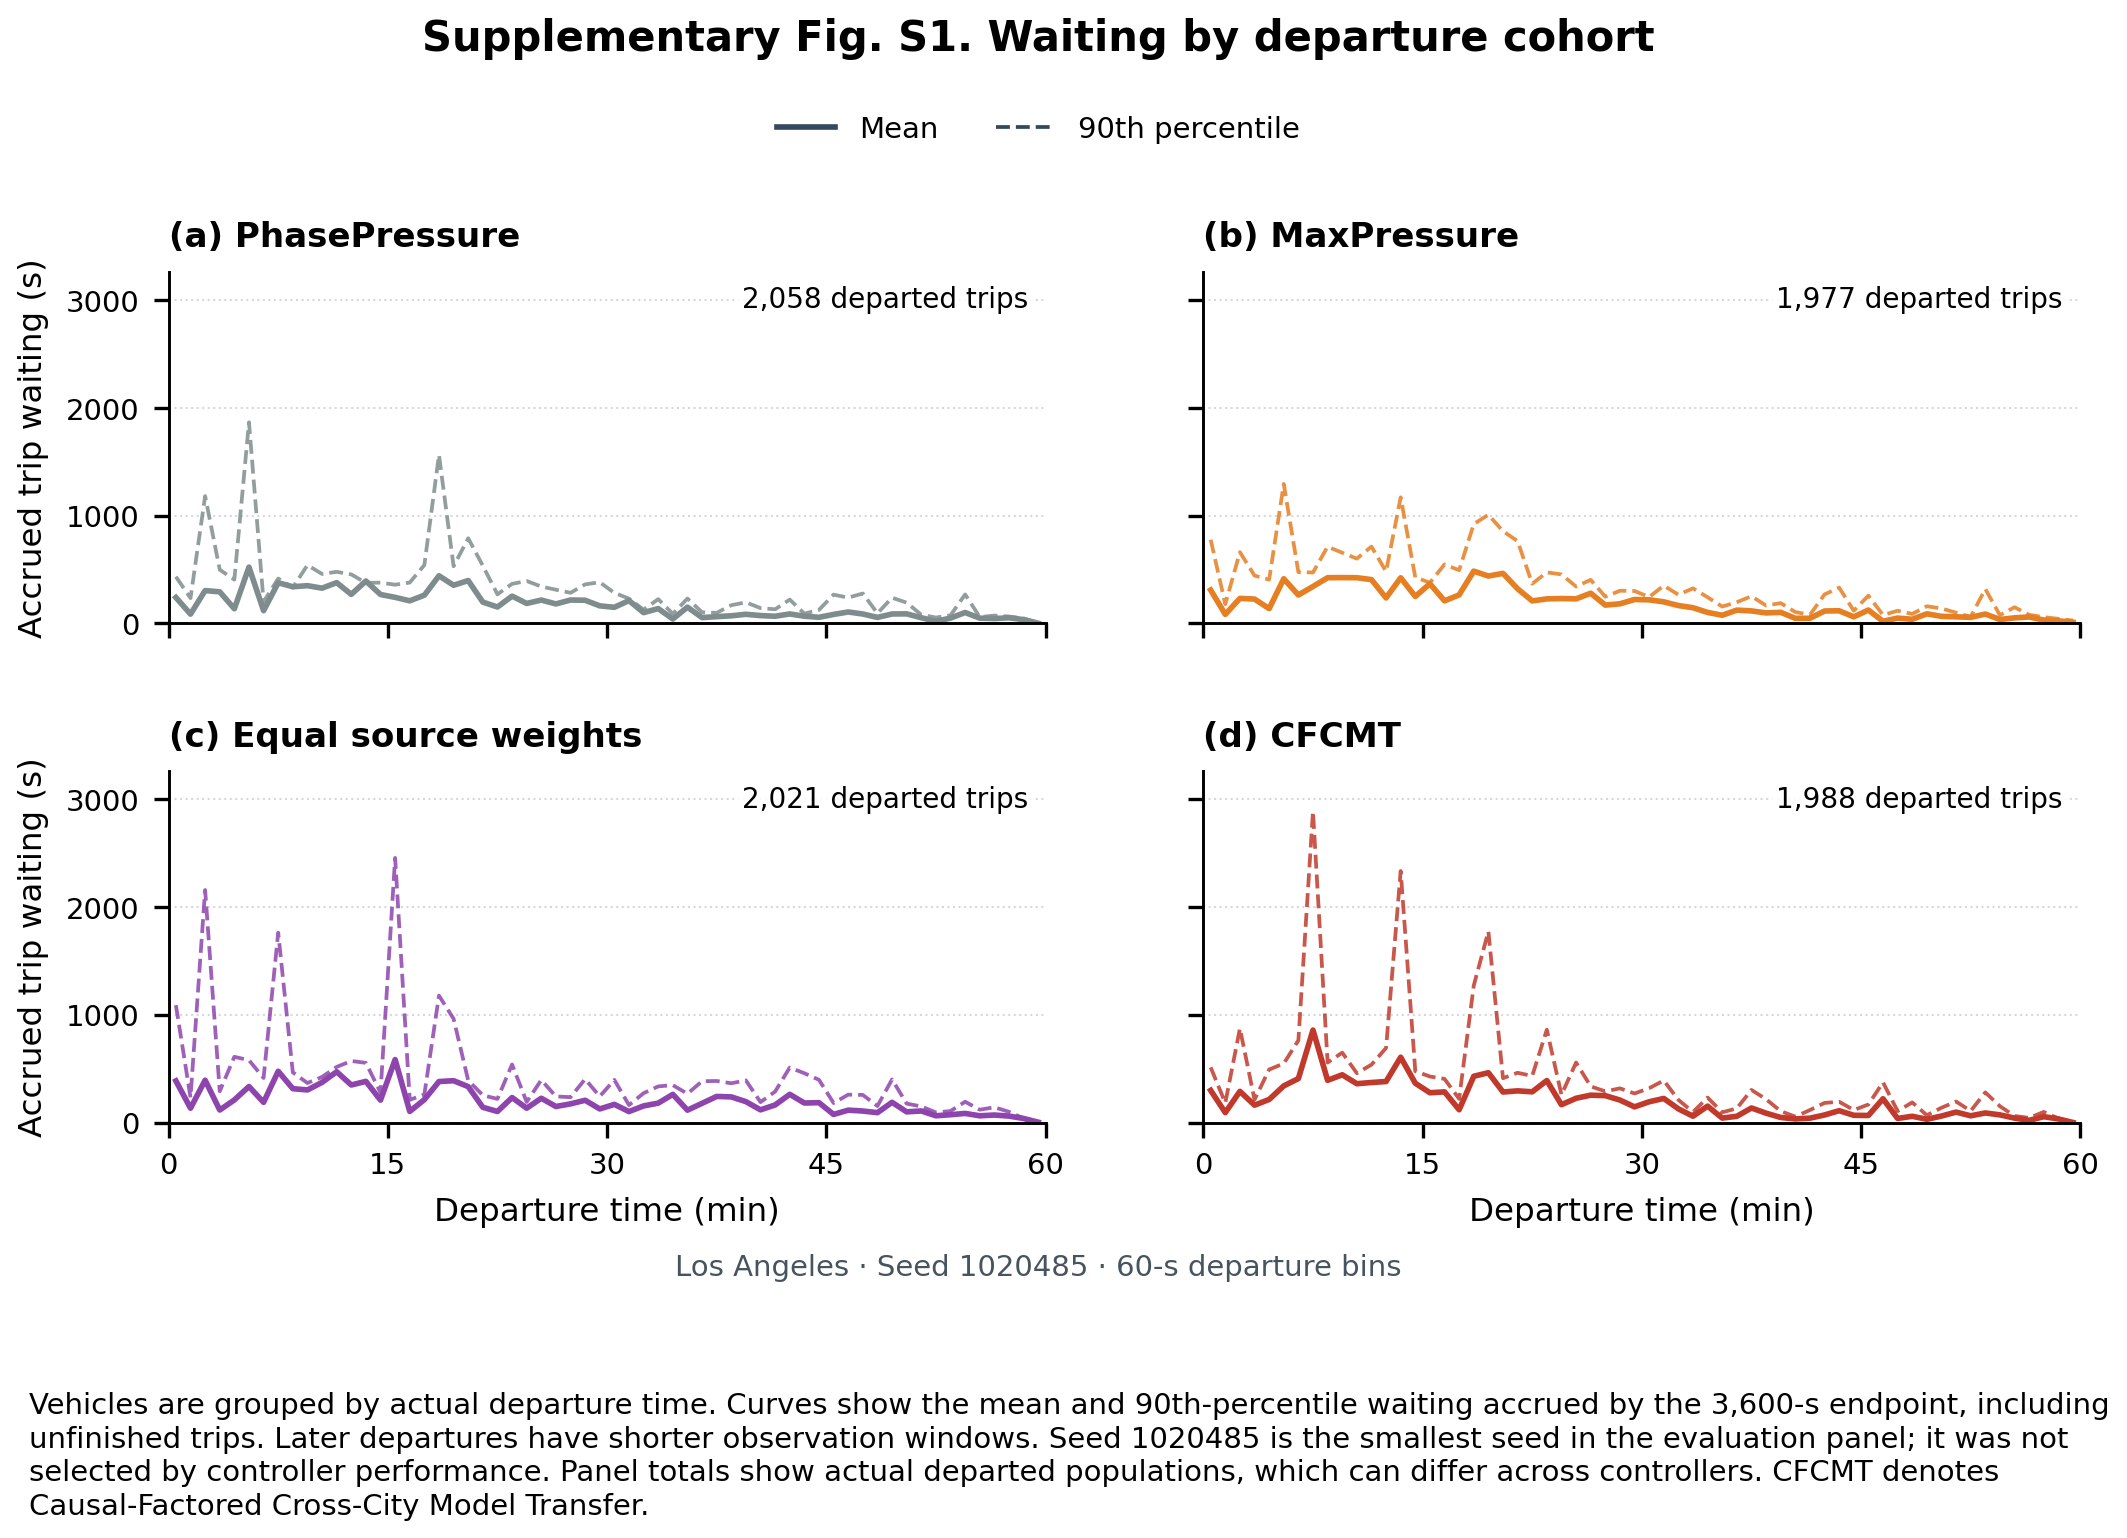 Supplementary Fig. S1. Waiting by departure cohort
Mean
90th percentile
(a) PhasePressure
(b) MaxPressure
Accrued trip waiting (s)
3000
2000
1000
0
2,058 departed trips
1,977 departed trips
(c) Equal source weights
(d) CFCMT
Accrued trip waiting (s)
3000
2000
1000
0
2,021 departed trips
1,988 departed trips
0 15 30 45 60
0 15 30 45 60
Departure time (min)
Departure time (min)
Los Angeles · Seed 1020485 · 60-s departure bins
Vehicles are grouped by actual departure time. Curves show the mean and 90th-percentile waiting accrued by the 3,600-s endpoint, including
unfinished trips. Later departures have shorter observation windows. Seed 1020485 is the smallest seed in the evaluation panel; it was not
selected by controller performance. Panel totals show actual departed populations, which can differ across controllers. CFCMT denotes
Causal-Factored Cross-City Model Transfer.